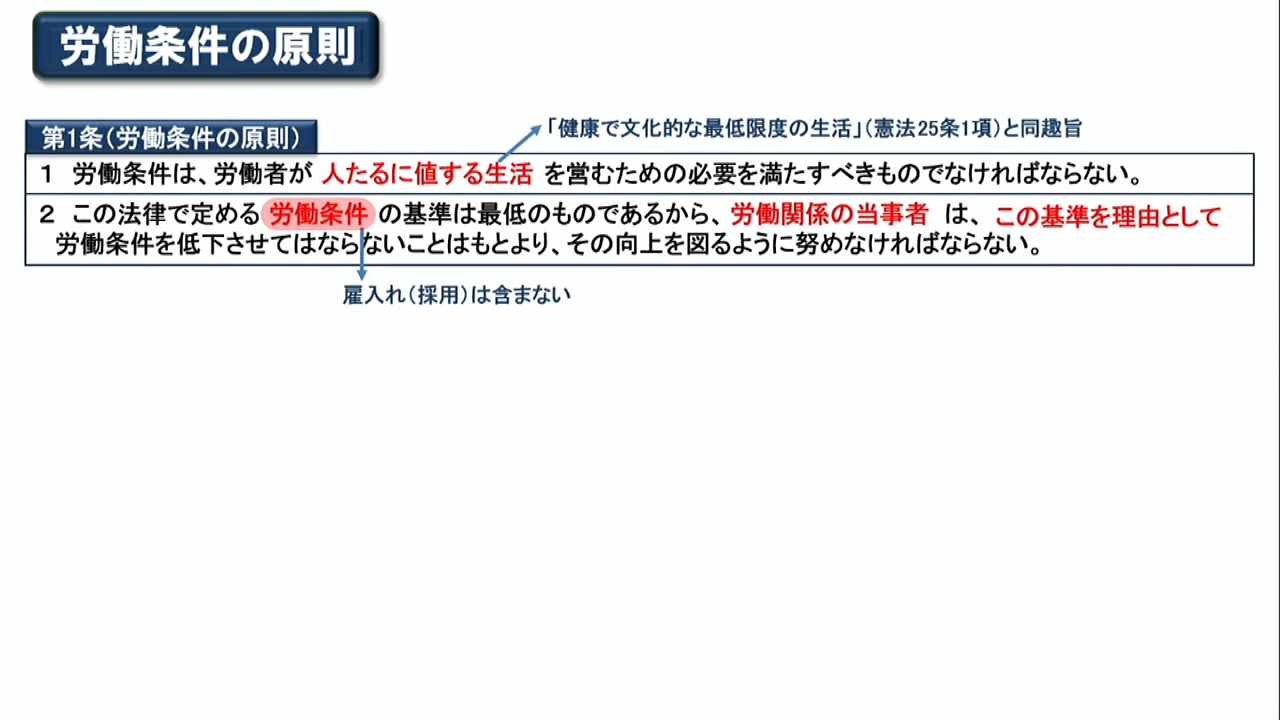 労働条件の原則
第1条(労働条件の原則)
「健康で文化的な最低限度の生活」(憲法25条1項)と同趣旨
1 労働条件は、労働者が 人たるに値する生活 を営むための必要を満たすべきものでなければならない。
2 この法律で定める 労働条件 の基準は最低のものであるから、労働関係の当事者 は、この基準を理由として
労働条件を低下させてはならないことはもとより、その向上を図るように努めなければならない。
雇入れ(採用)は含まない